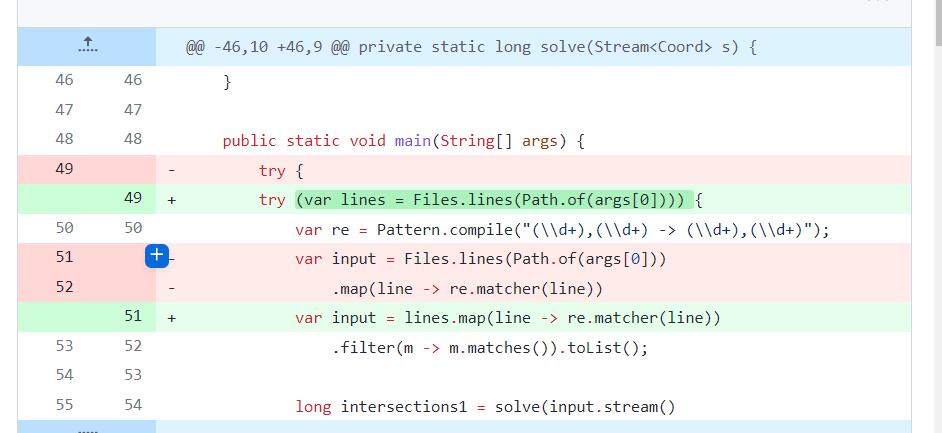 @@ -46,10 +46,9 @@ private static long solve(Stream<Coord> s) {
46 46 }
47 47
48 48 public static void main(String[] args) {
49 - try {
49 + try (var lines = Files.lines(Path.of(args[0]))) {
50 50 var re = Pattern.compile("(\\d+),(\\d+) -> (\\d+),(\\d+)");
51 - var input = Files.lines(Path.of(args[0]))
52 - .map(line -> re.matcher(line))
51 + var input = lines.map(line -> re.matcher(line))
53 52 .filter(m -> m.matches()).toList();
54 53
55 54 long intersections1 = solve(input.stream()